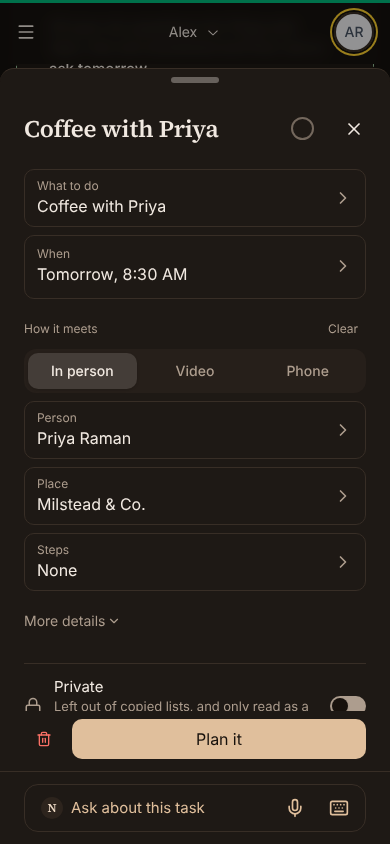 Alex
AR
ask tomorrow
Coffee with Priya
What to do
Coffee with Priya
When
Tomorrow, 8:30 AM
How it meets
Clear
In person
Video
Phone
Person
Priya Raman
Place
Milstead & Co.
Steps
None
More details
Private
Left out of copied lists, and only read as a
Plan it
N
Ask about this task